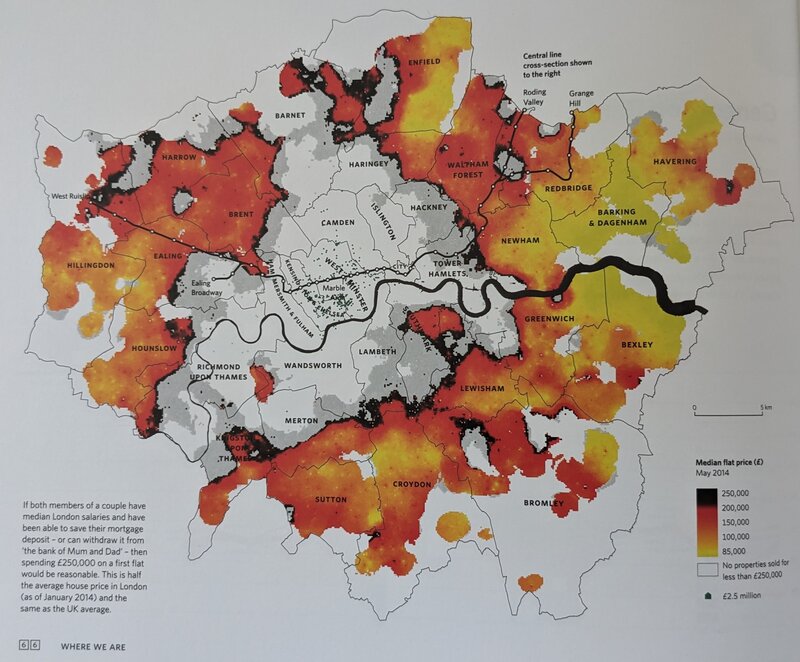 Central line
cross-section shown
to the right
Roding
Valley
Grange
Hill
ENFIELD
BARNET
HARROW
HARINGEY
WALTHAM
FOREST
REDBRIDGE
HAVERING
West Ruislip
BRENT
CAMDEN
ISLINGTON
HACKNEY
BARKING
& DAGENHAM
NEWHAM
HILLINGDON
EALING
Ealing
Broadway
HAMMERSMITH & FULHAM
KENSINGTON
WESTMINSTER
Marble
CITY
TOWER
HAMLETS
GREENWICH
BEXLEY
HOUNSLOW
RICHMOND
UPON THAMES
WANDSWORTH
LAMBETH
SOUTHWARK
LEWISHAM
MERTON
KINGSTON
UPON
THAMES
SUTTON
CROYDON
BROMLEY
0 5 km
Median flat price (£)
May 2014
250,000
200,000
150,000
100,000
85,000
No properties sold for
less than £250,000
£2.5 million
If both members of a couple have
median London salaries and have
been able to save their mortgage
deposit – or can withdraw it from
‘the bank of Mum and Dad’ – then
spending £250,000 on a first flat
would be reasonable. This is half
the average house price in London
(as of January 2014) and the
same as the UK average.
66 WHERE WE ARE